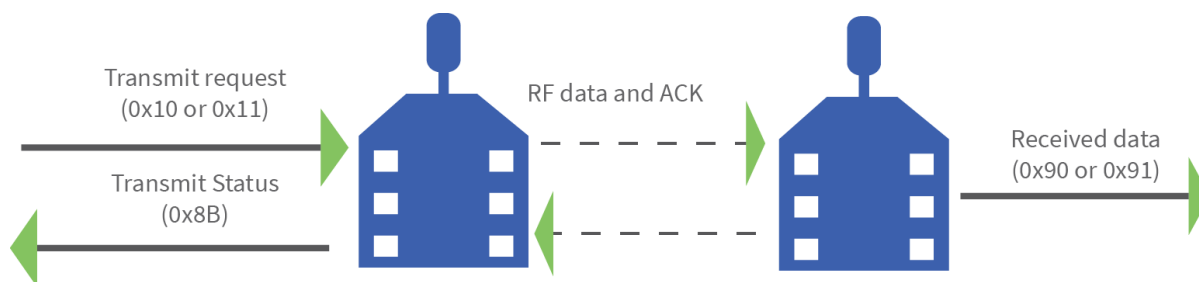 Transmit request
(0x10 or 0x11)
RF data and ACK
Received data
(0x90 or 0x91)
Transmit Status
(0x8B)